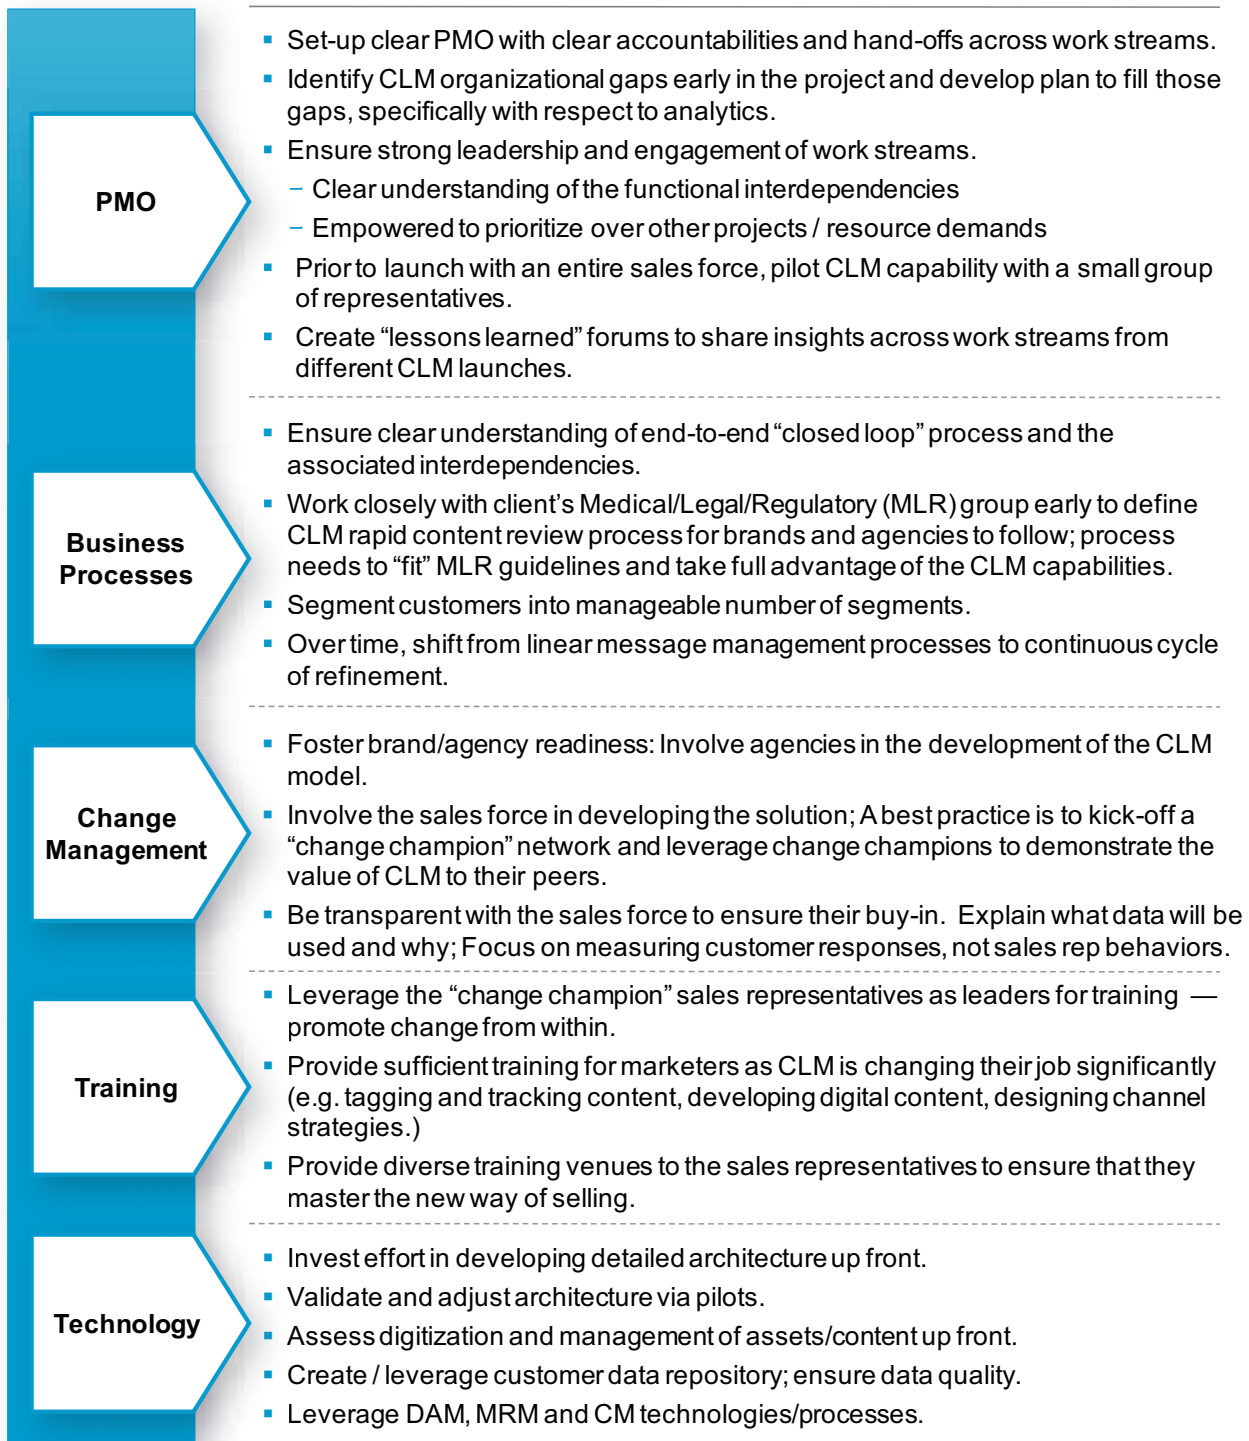 PMO
▪ Set-up clear PMO with clear accountabilities and hand-offs across work streams.
▪ Identify CLM organizational gaps early in the project and develop plan to fill those
gaps, specifically with respect to analytics.
▪ Ensure strong leadership and engagement of work streams.
– Clear understanding of the functional interdependencies
– Empowered to prioritize over other projects / resource demands
▪ Prior to launch with an entire sales force, pilot CLM capability with a small group
of representatives.
▪ Create “lessons learned” forums to share insights across work streams from
different CLM launches.
Business
Processes
▪ Ensure clear understanding of end-to-end “closed loop” process and the
associated interdependencies.
▪ Work closely with client’s Medical/Legal/Regulatory (MLR) group early to define
CLM rapid content review process for brands and agencies to follow; process
needs to “fit” MLR guidelines and take full advantage of the CLM capabilities.
▪ Segment customers into manageable number of segments.
▪ Over time, shift from linear message management processes to continuous cycle
of refinement.
Change
Management
▪ Foster brand/agency readiness: Involve agencies in the development of the CLM
model.
▪ Involve the sales force in developing the solution; A best practice is to kick-off a
“change champion” network and leverage change champions to demonstrate the
value of CLM to their peers.
▪ Be transparent with the sales force to ensure their buy-in. Explain what data will be
used and why; Focus on measuring customer responses, not sales rep behaviors.
Training
▪ Leverage the “change champion” sales representatives as leaders for training —
promote change from within.
▪ Provide sufficient training for marketers as CLM is changing their job significantly
(e.g. tagging and tracking content, developing digital content, designing channel
strategies.)
▪ Provide diverse training venues to the sales representatives to ensure that they
master the new way of selling.
Technology
▪ Invest effort in developing detailed architecture up front.
▪ Validate and adjust architecture via pilots.
▪ Assess digitization and management of assets/content up front.
▪ Create / leverage customer data repository; ensure data quality.
▪ Leverage DAM, MRM and CM technologies/processes.